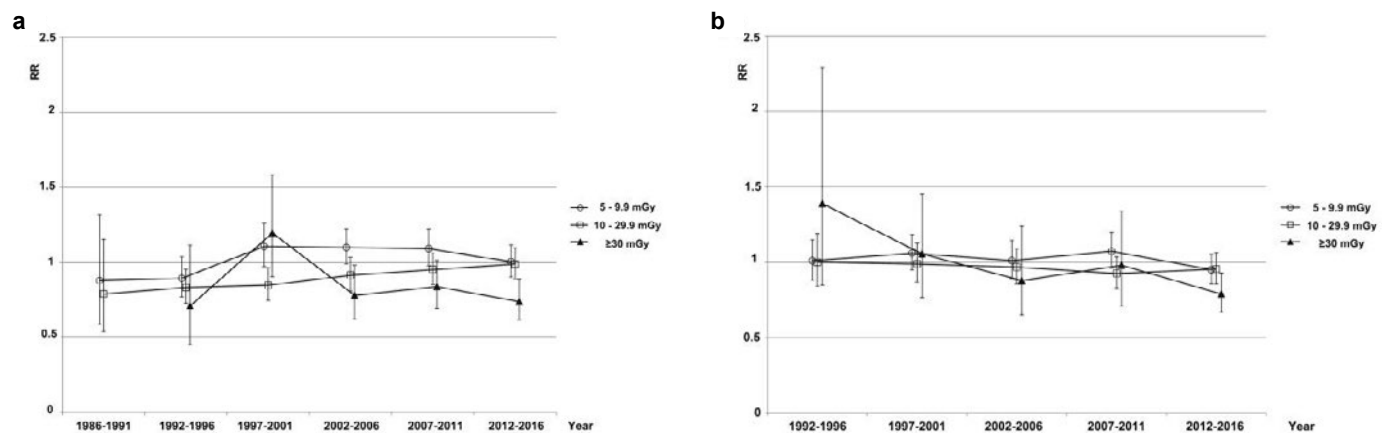 a
2.5
RR
2
1.5
1
0.5
0
1986-1991 1992-1996 1997-2001 2002-2006 2007-2011 2012-2016 Year
5 - 9.9 mGy
10 - 29.9 mGy
≥30 mGy
b
2.5
RR
2
1.5
1
0.5
0
1992-1996 1997-2001 2002-2006 2007-2011 2012-2016 Year
5 - 9.9 mGy
10 - 29.9 mGy
≥30 mGy